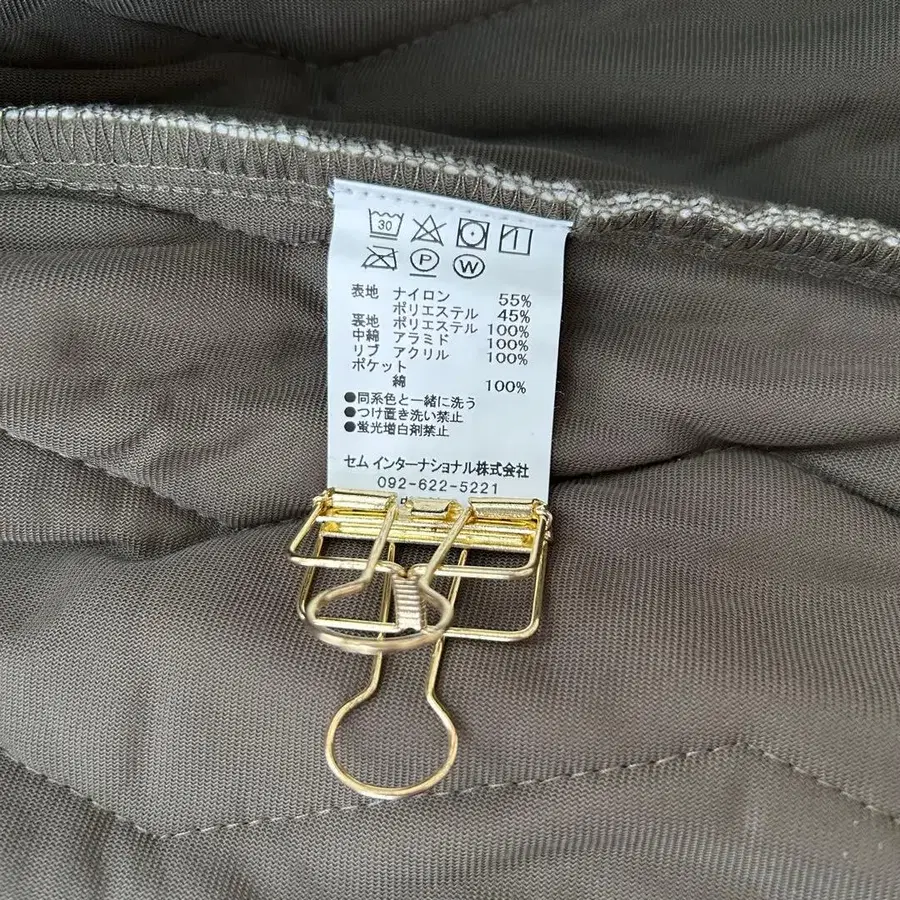 30
P W
表地 ナイロン 55%
ポリエステル 45%
裏地 ポリエステル 100%
中綿 アラミド 100%
リブ アクリル 100%
ポケット
綿 100%
●同系色と一緒に洗う
●つけ置き洗い禁止
●蛍光増白剤禁止
セム インターナショナル株式会社
092-622-5221